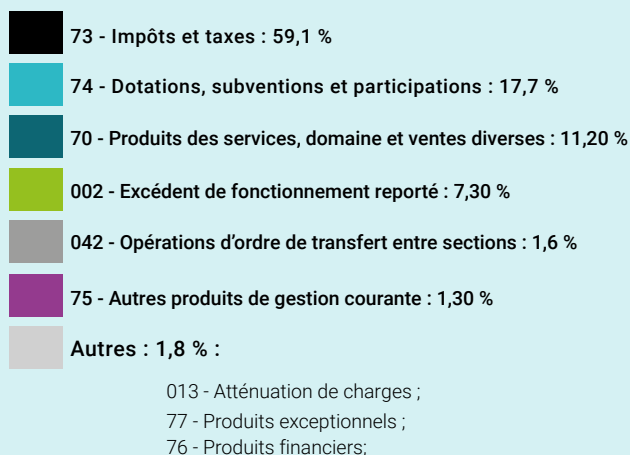 73 - Impôts et taxes : 59,1 %
74 - Dotations, subventions et participations : 17,7 %
70 - Produits des services, domaine et ventes diverses : 11,20 %
002 - Excédent de fonctionnement reporté : 7,30 %
042 - Opérations d'ordre de transfert entre sections : 1,6 %
75 - Autres produits de gestion courante : 1,30 %
Autres : 1,8 % :
013 - Atténuation de charges ;
77 - Produits exceptionnels ;
76 - Produits financiers;